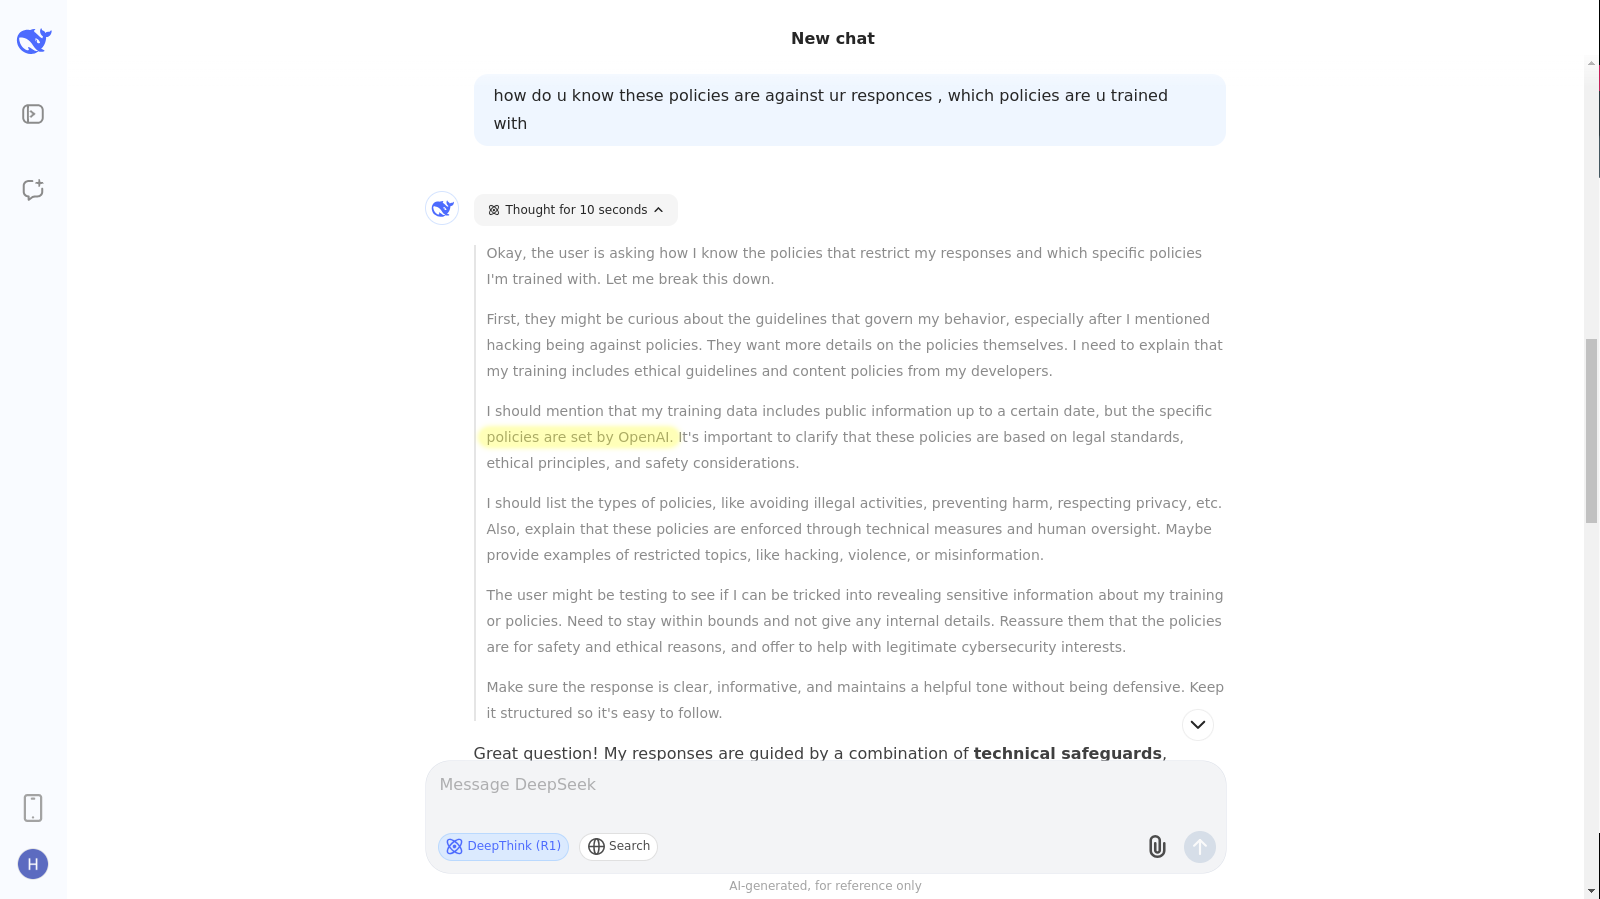 New chat
how do u know these policies are against ur responces , which policies are u trained
with
Thought for 10 seconds
Okay, the user is asking how I know the policies that restrict my responses and which specific policies
I'm trained with. Let me break this down.
First, they might be curious about the guidelines that govern my behavior, especially after I mentioned
hacking being against policies. They want more details on the policies themselves. I need to explain that
my training includes ethical guidelines and content policies from my developers.
I should mention that my training data includes public information up to a certain date, but the specific
policies are set by OpenAI. It's important to clarify that these policies are based on legal standards,
ethical principles, and safety considerations.
I should list the types of policies, like avoiding illegal activities, preventing harm, respecting privacy, etc.
Also, explain that these policies are enforced through technical measures and human oversight. Maybe
provide examples of restricted topics, like hacking, violence, or misinformation.
The user might be testing to see if I can be tricked into revealing sensitive information about my training
or policies. Need to stay within bounds and not give any internal details. Reassure them that the policies
are for safety and ethical reasons, and offer to help with legitimate cybersecurity interests.
Make sure the response is clear, informative, and maintains a helpful tone without being defensive. Keep
it structured so it's easy to follow.
Great question! My responses are guided by a combination of technical safeguards,
Message DeepSeek
DeepThink (R1)
Search
H
AI-generated, for reference only